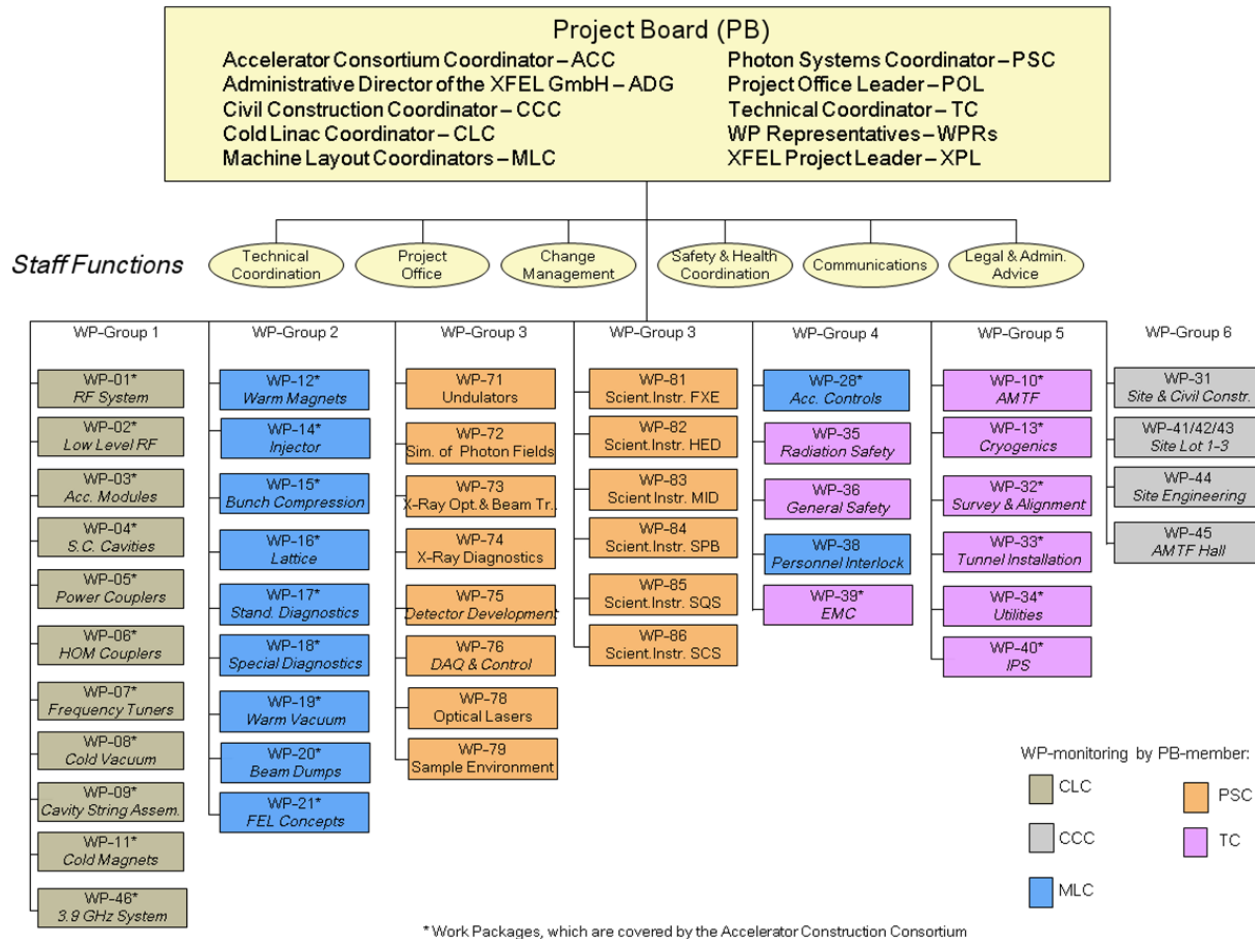 Project Board (PB)
Accelerator Consortium Coordinator – ACC
Administrative Director of the XFEL GmbH – ADG
Civil Construction Coordinator – CCC
Cold Linac Coordinator – CLC
Machine Layout Coordinators – MLC
Photon Systems Coordinator – PSC
Project Office Leader – POL
Technical Coordinator – TC
WP Representatives – WPRs
XFEL Project Leader – XPL
Staff Functions
Technical
Coordination
Project
Office
Change
Management
Safety & Health
Coordination
Communications
Legal & Admin.
Advice
WP-Group 1
WP-01*
RF System
WP-02*
Low Level RF
WP-03*
Acc. Modules
WP-04*
S.C. Cavities
WP-05*
Power Couplers
WP-06*
HOM Couplers
WP-07*
Frequency Tuners
WP-08*
Cold Vacuum
WP-09*
Cavity String Assem.
WP-11*
Cold Magnets
WP-46*
3.9 GHz System
WP-Group 2
WP-12*
Warm Magnets
WP-14*
Injector
WP-15*
Bunch Compression
WP-16*
Lattice
WP-17*
Stand. Diagnostics
WP-18*
Special Diagnostics
WP-19*
Warm Vacuum
WP-20*
Beam Dumps
WP-21*
FEL Concepts
WP-Group 3
WP-71
Undulators
WP-72
Sim. of Photon Fields
WP-73
X-Ray Opt. & Beam Tr..
WP-74
X-Ray Diagnostics
WP-75
Detector Development
WP-76
DAQ & Control
WP-78
Optical Lasers
WP-79
Sample Environment
WP-Group 3
WP-81
Scient.Instr. FXE
WP-82
Scient.Instr. HED
WP-83
Scient Instr. MID
WP-84
Scient.Instr. SPB
WP-85
Scient.Instr. SQS
WP-86
Scient.Instr. SCS
WP-Group 4
WP-28*
Acc. Controls
WP-35
Radiation Safety
WP-36
General Safety
WP-38
Personnel Interlock
WP-39*
EMC
WP-Group 5
WP-10*
AMTF
WP-13*
Cryogenics
WP-32*
Survey & Alignment
WP-33*
Tunnel Installation
WP-34*
Utilities
WP-40*
IPS
WP-Group 6
WP-31
Site & Civil Constr.
WP-41/42/43
Site Lot 1-3
WP-44
Site Engineering
WP-45
AMTF Hall
WP-monitoring by PB-member:
CLC
CCC
MLC
PSC
TC
* Work Packages, which are covered by the Accelerator Construction Consortium